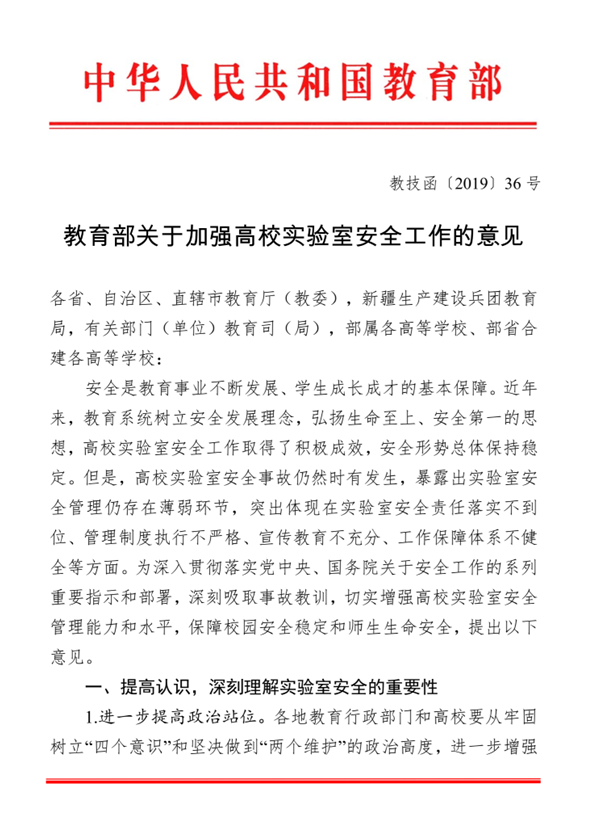 中华人民共和国教育部
教技函〔2019〕36 号
教育部关于加强高校实验室安全工作的意见
各省、自治区、直辖市教育厅（教委），新疆生产建设兵团教育
局，有关部门（单位）教育司（局），部属各高等学校、部省合
建各高等学校：
安全是教育事业不断发展、学生成长成才的基本保障。近年
来，教育系统树立安全发展理念，弘扬生命至上、安全第一的思
想，高校实验室安全工作取得了积极成效，安全形势总体保持稳
定。但是，高校实验室安全事故仍然时有发生，暴露出实验室安
全管理仍存在薄弱环节，突出体现在实验室安全责任落实不到
位、管理制度执行不严格、宣传教育不充分、工作保障体系不健
全等方面。为深入贯彻落实党中央、国务院关于安全工作的系列
重要指示和部署，深刻吸取事故教训，切实增强高校实验室安全
管理能力和水平，保障校园安全稳定和师生生命安全，提出以下
意见。
一、提高认识，深刻理解实验室安全的重要性
1.进一步提高政治站位。各地教育行政部门和高校要从牢固
树立“四个意识”和坚决做到“两个维护”的政治高度，进一步增强